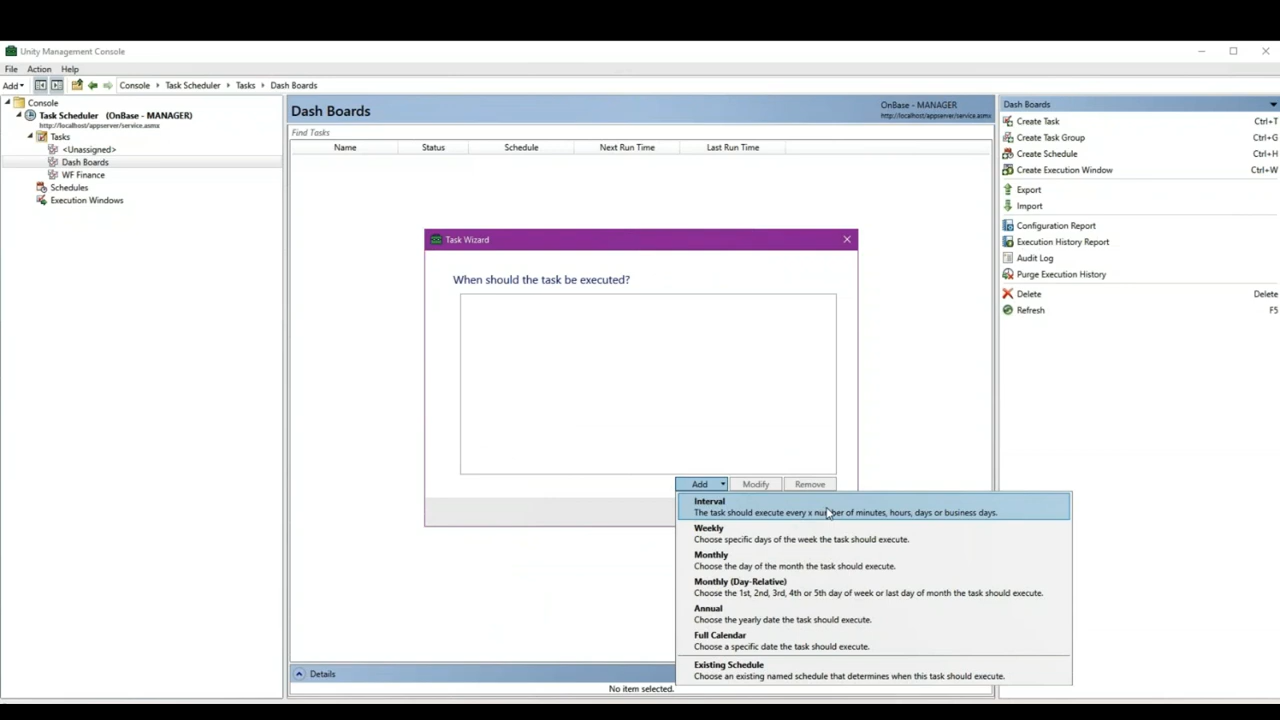 Unity Management Console
File Action Help
Add Console Task Scheduler Tasks Dash Boards
Console
Task Scheduler (OnBase - MANAGER)
http://localhost/appserver/service.asmx
Tasks
<Unassigned>
Dash Boards
WF Finance
Schedules
Execution Windows
Dash Boards
OnBase - MANAGER
http://localhost/appserver/service.asmx
Find Tasks
Name Status Schedule Next Run Time Last Run Time
Task Wizard
When should the task be executed?
Add Modify Remove
Interval
The task should execute every x number of minutes, hours, days or business days.
Weekly
Choose specific days of the week the task should execute.
Monthly
Choose the day of the month the task should execute.
Monthly (Day-Relative)
Choose the 1st, 2nd, 3rd, 4th or 5th day of week or last day of month the task should execute.
Annual
Choose the yearly date the task should execute.
Full Calendar
Choose a specific date the task should execute.
Existing Schedule
Choose an existing named schedule that determines when this task should execute.
Details
No item selected.
Dash Boards
Create Task Ctrl+T
Create Task Group Ctrl+G
Create Schedule Ctrl+H
Create Execution Window Ctrl+W
Export
Import
Configuration Report
Execution History Report
Audit Log
Purge Execution History
Delete Delete
Refresh F5